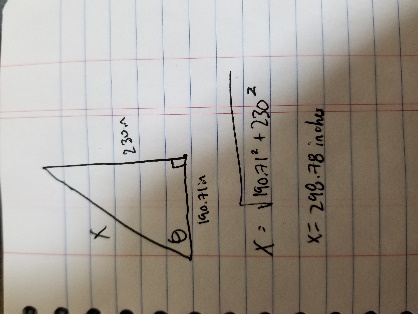 230in
X
θ
190.71in
X = √190.71² + 230²
X = 298.78 inches